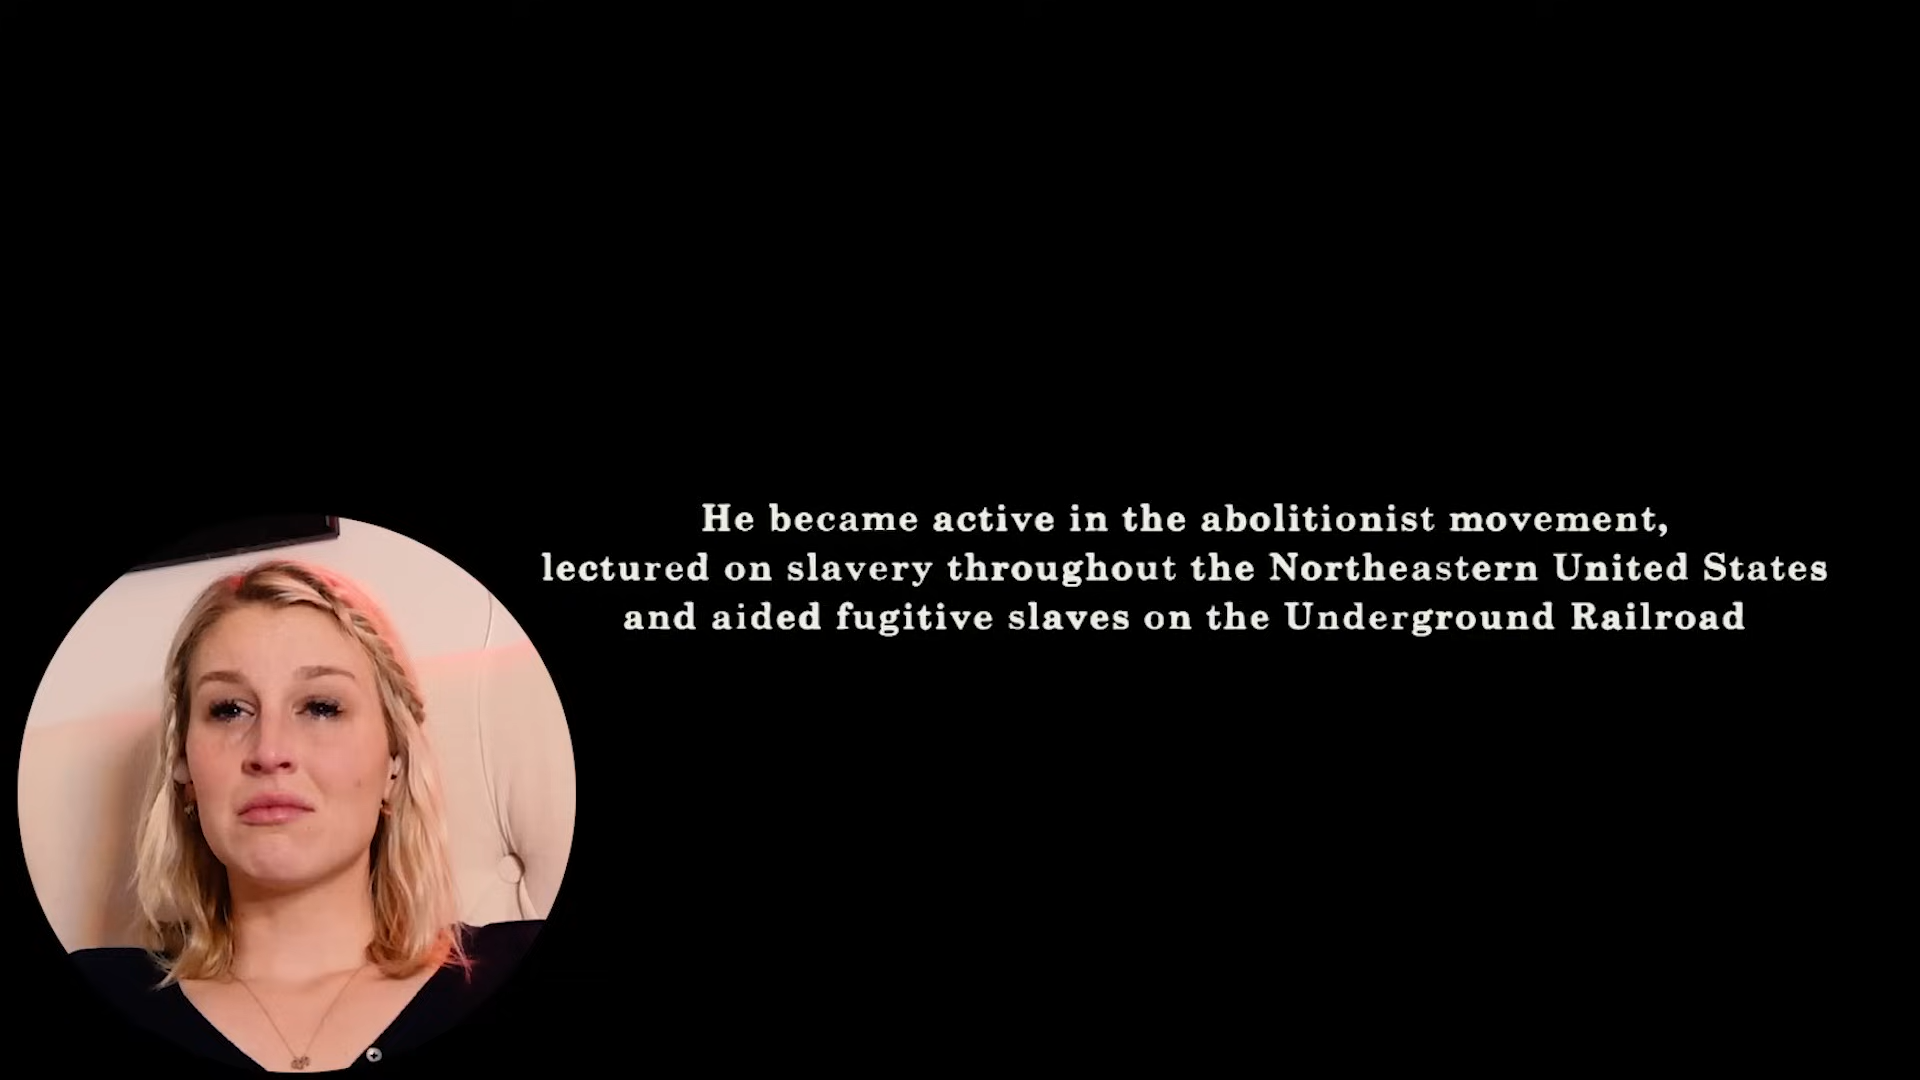 He became active in the abolitionist movement,
lectured on slavery throughout the Northeastern United States
and aided fugitive slaves on the Underground Railroad